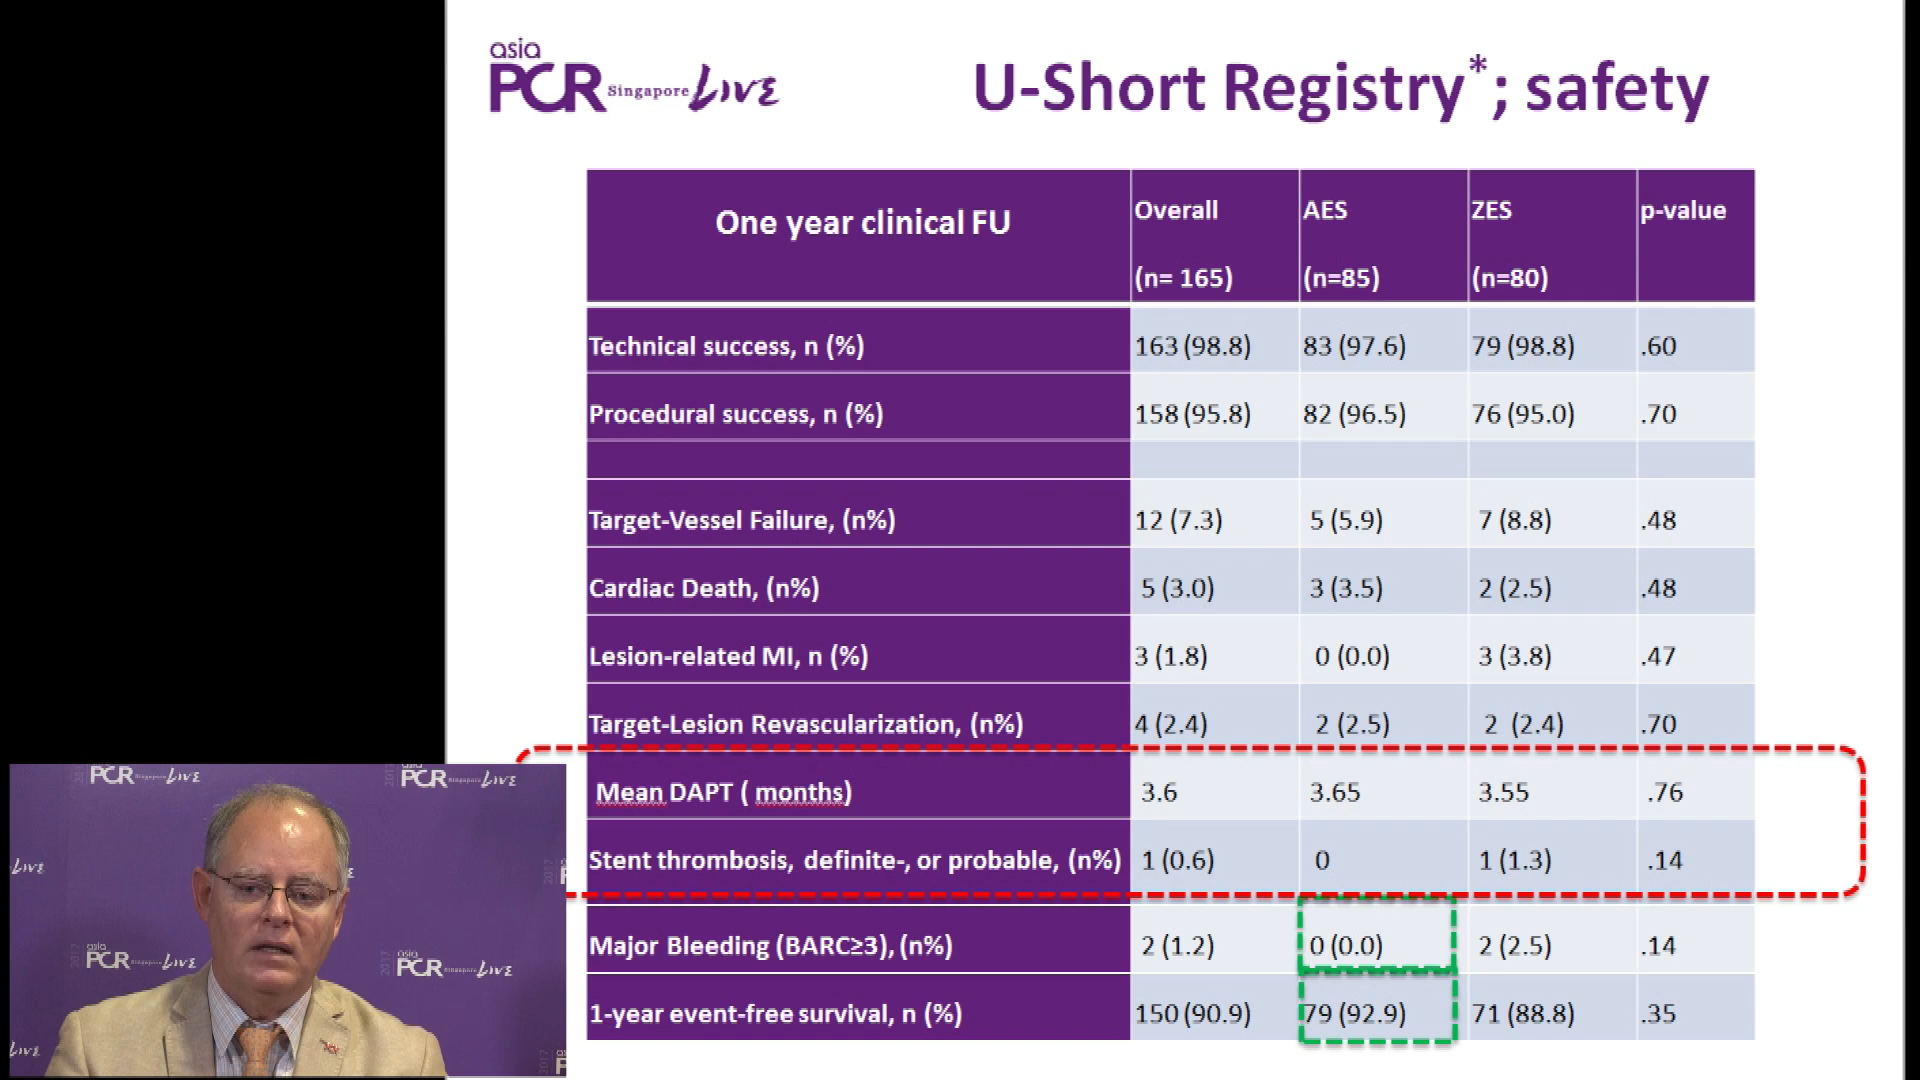 asia
PCR Singapore LIVE
U-Short Registry*; safety
One year clinical FU
Overall (n= 165)
AES (n=85)
ZES (n=80)
p-value
Technical success, n (%) 163 (98.8) 83 (97.6) 79 (98.8) .60
Procedural success, n (%) 158 (95.8) 82 (96.5) 76 (95.0) .70
Target-Vessel Failure, (n%) 12 (7.3) 5 (5.9) 7 (8.8) .48
Cardiac Death, (n%) 5 (3.0) 3 (3.5) 2 (2.5) .48
Lesion-related MI, n (%) 3 (1.8) 0 (0.0) 3 (3.8) .47
Target-Lesion Revascularization, (n%) 4 (2.4) 2 (2.5) 2 (2.4) .70
Mean DAPT ( months) 3.6 3.65 3.55 .76
Stent thrombosis, definite-, or probable, (n%) 1 (0.6) 0 1 (1.3) .14
Major Bleeding (BARC≥3), (n%) 2 (1.2) 0 (0.0) 2 (2.5) .14
1-year event-free survival, n (%) 150 (90.9) 79 (92.9) 71 (88.8) .35
PCR Singapore LIVE
PCR Singapore LIVE
LIVE
asia
PCR Singapore LIVE
asia
PCR Singapore LIVE
LIVE